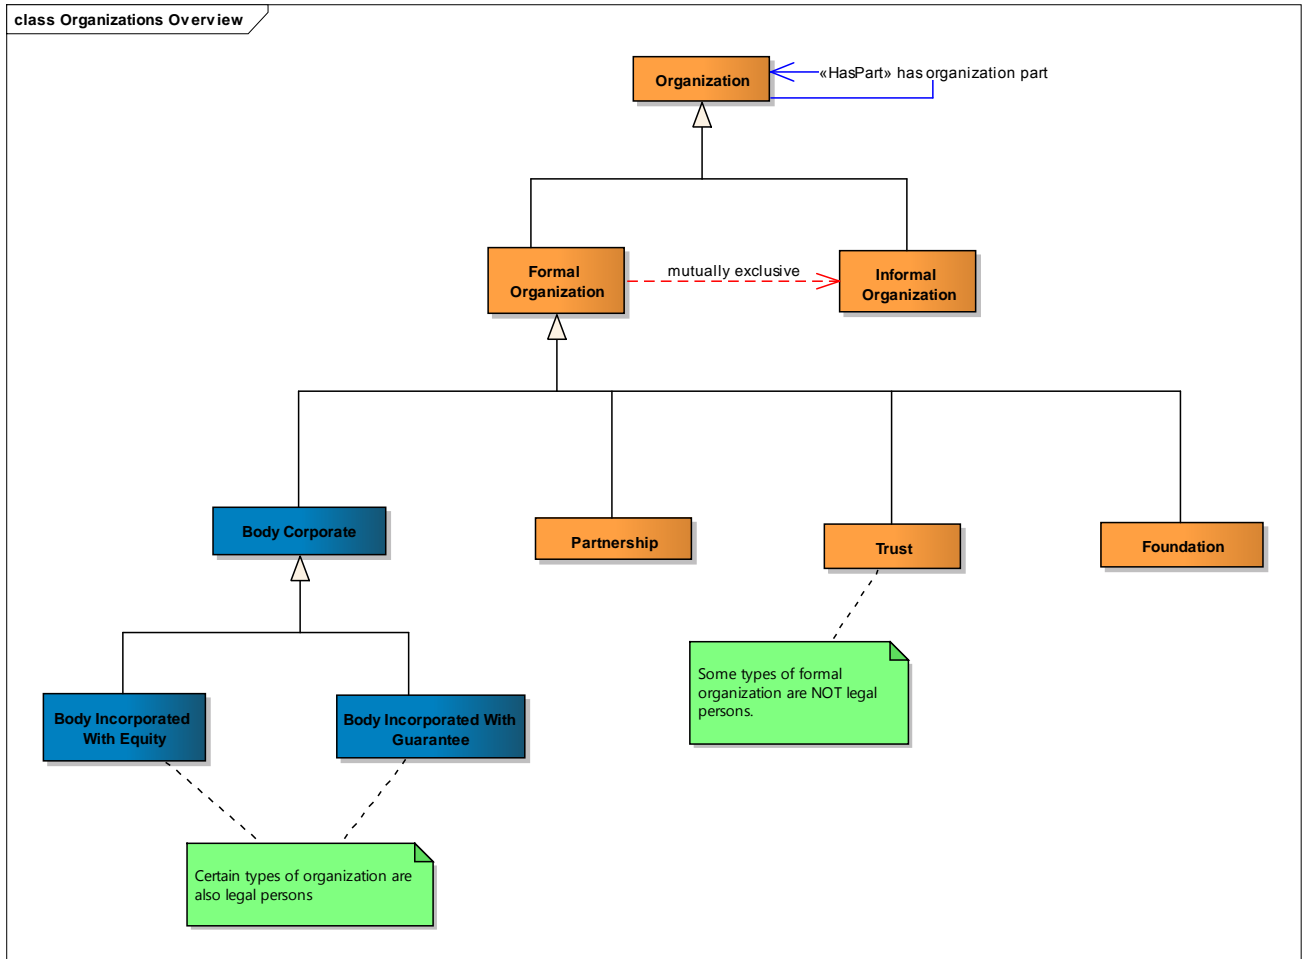 class Organizations Overview
Organization
«HasPart» has organization part
Formal
Organization
mutually exclusive
Informal
Organization
Body Corporate
Partnership
Trust
Foundation
Some types of formal
organization are NOT legal
persons.
Body Incorporated
With Equity
Body Incorporated With
Guarantee
Certain types of organization are
also legal persons